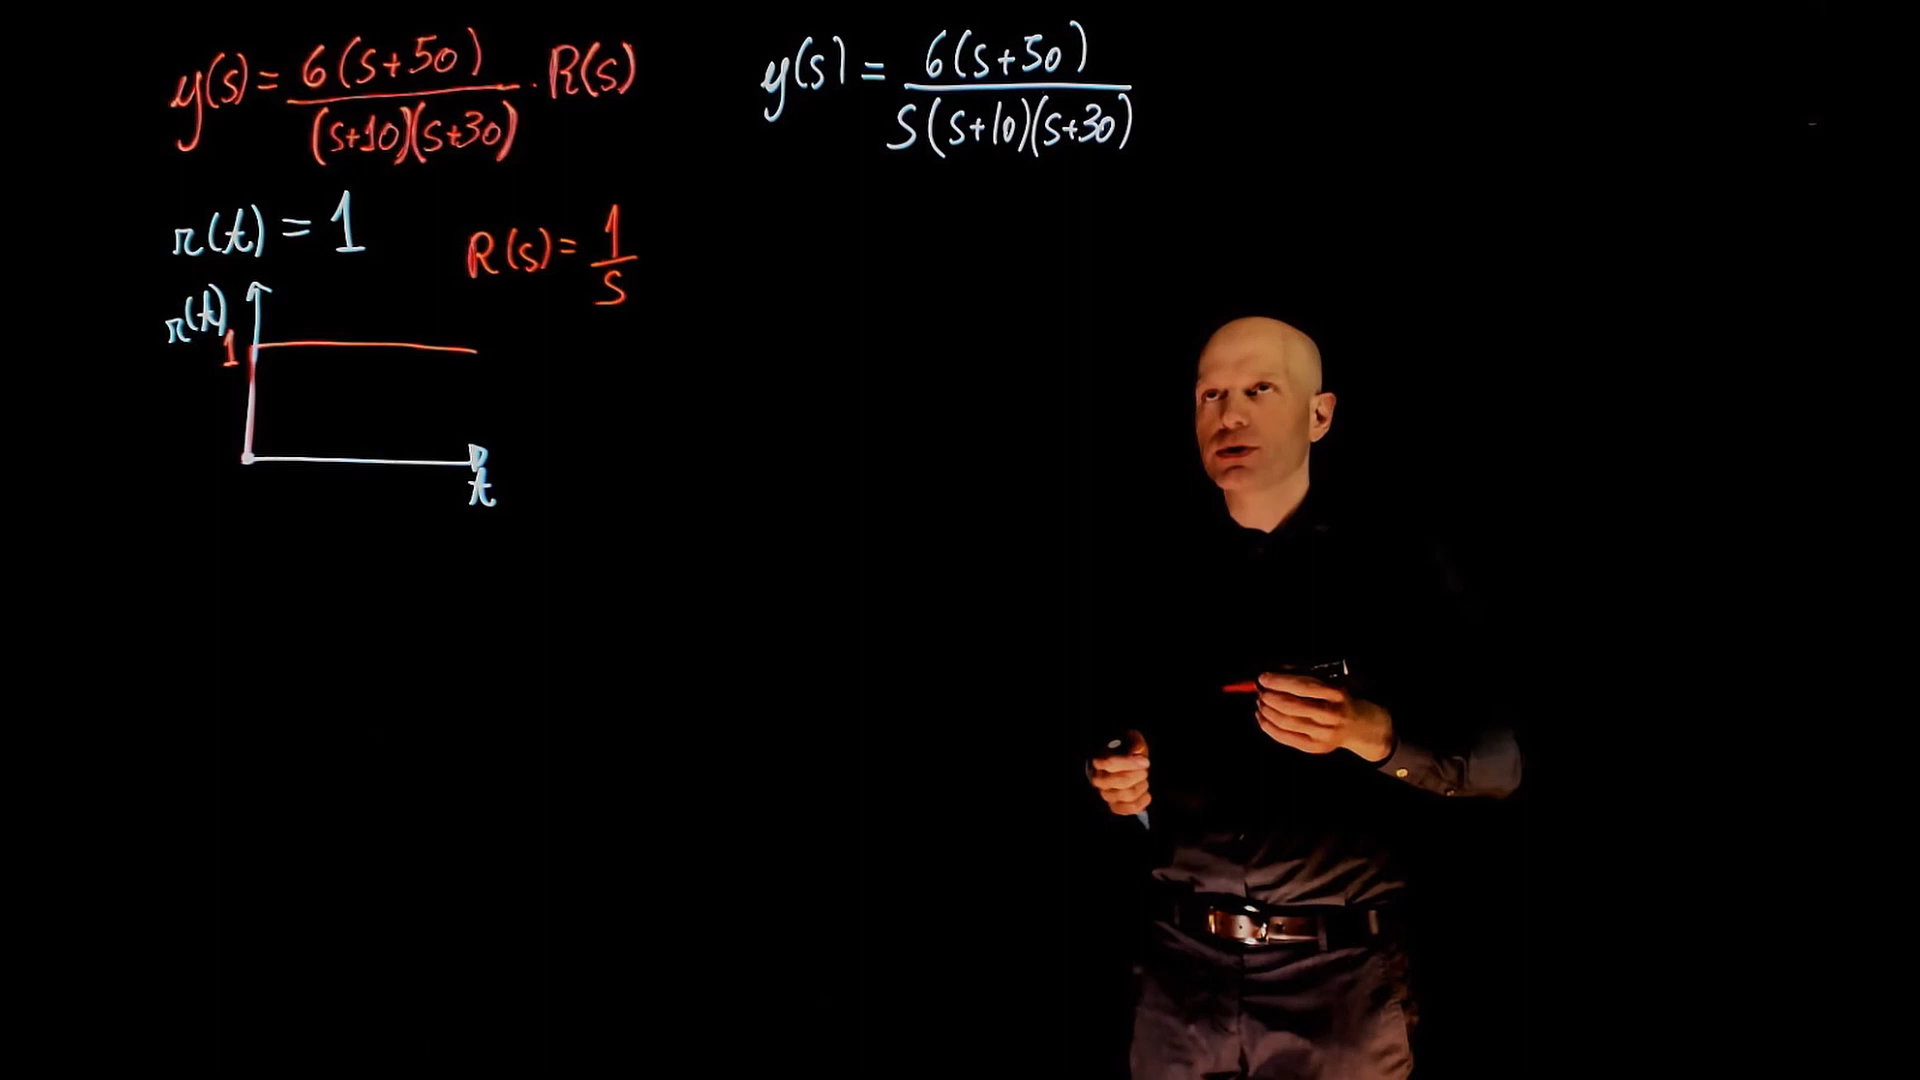 y(s) = 6(s+50) / (s+10)(s+30) · R(s)
r(t) = 1
R(s) = 1/s
r(t)
1
t
y(s) = 6(s+50) / s(s+10)(s+30)